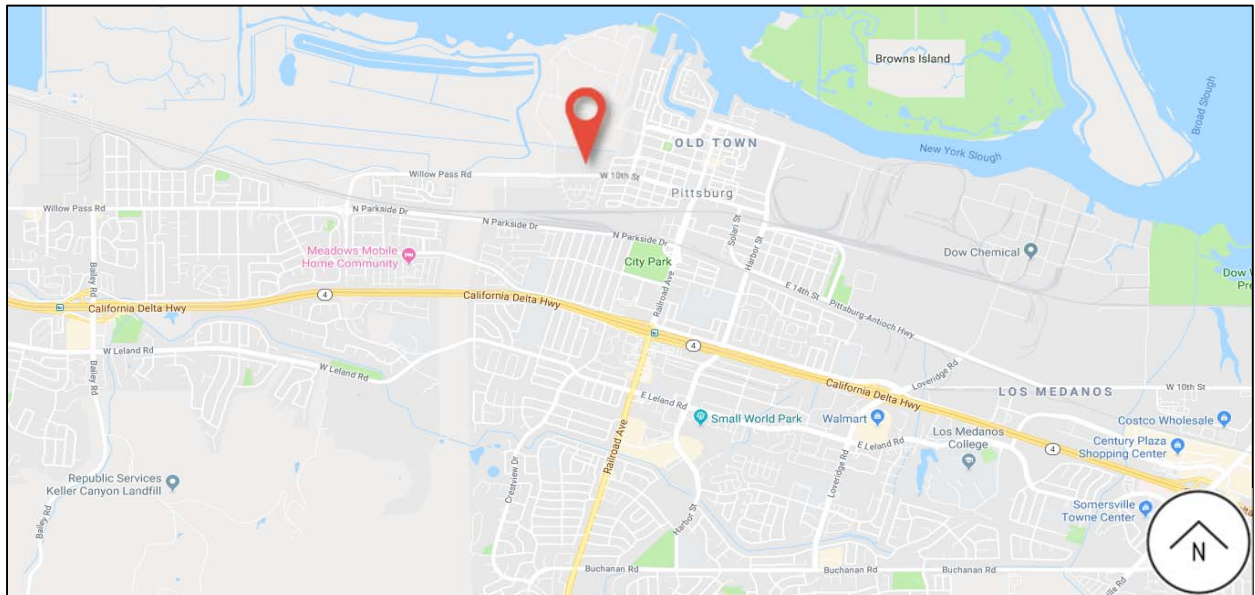 Browns Island
Broad Slough
OLD TOWN
New York Slough
Willow Pass Rd
W 10th St
Pittsburg
Willow Pass Rd
N Parkside Dr
N Parkside Dr
N Parkside Dr
Solari St
Harbor St
Meadows Mobile
Home Community
City Park
Dow Chemical
Bailey Rd
Railroad Ave
E 14th St
Pittsburg-Antioch Hwy
4
California Delta Hwy
California Delta Hwy
4
W Leland Rd
W Leland Rd
Bailey Rd
California Delta Hwy
Loveridge Rd
LOS MEDANOS
W 10th St
E Leland Rd
Small World Park
Walmart
Costco Wholesale
Los Medanos
College
E Leland Rd
Century Plaza
Shopping Center
4
Railroad Ave
Loveridge Rd
Crestview Dr
Republic Services
Keller Canyon Landfill
Somersville
Towne Center
Bailey Rd
Harbor St
N
Buchanan Rd
Buchanan Rd